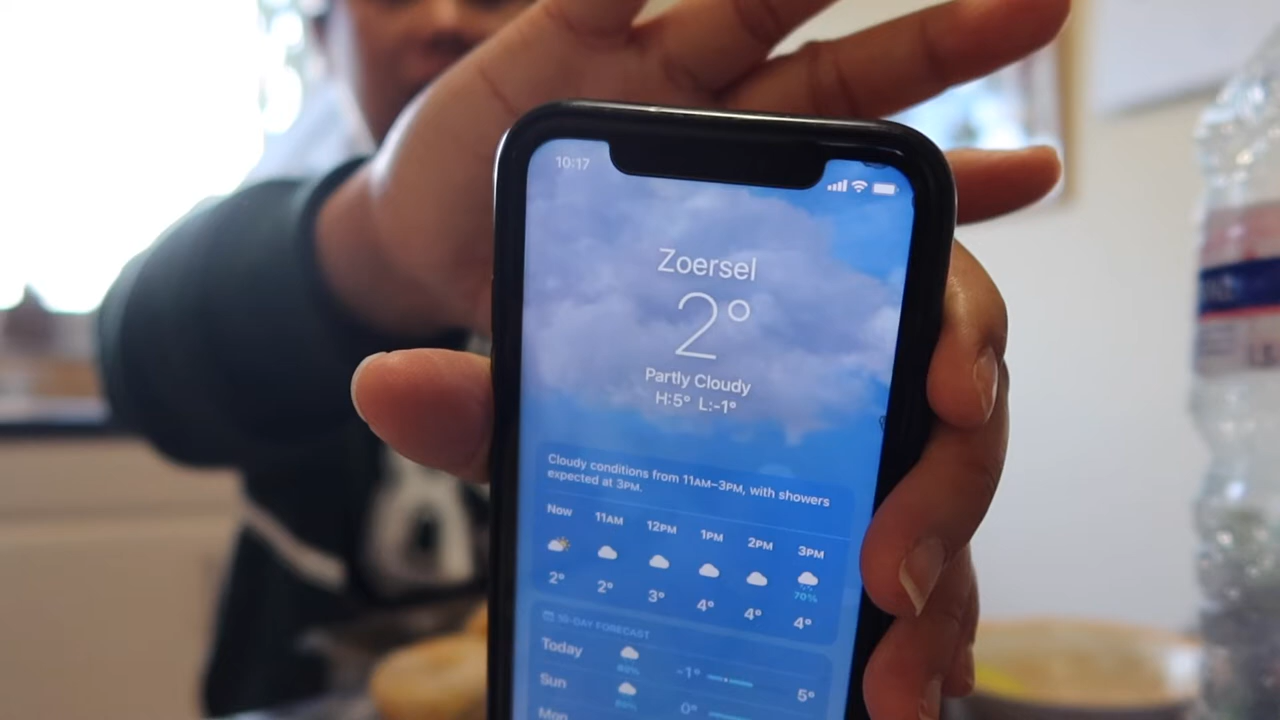 10:17
Zoersel
2°
Partly Cloudy
H:5° L:-1°
Cloudy conditions from 11AM–3PM, with showers
expected at 3PM.
Now 11AM 12PM 1PM 2PM 3PM
70%
2° 2° 3° 4° 4° 4°
10-DAY FORECAST
Today -1° 5°
Sun 0°
Mon